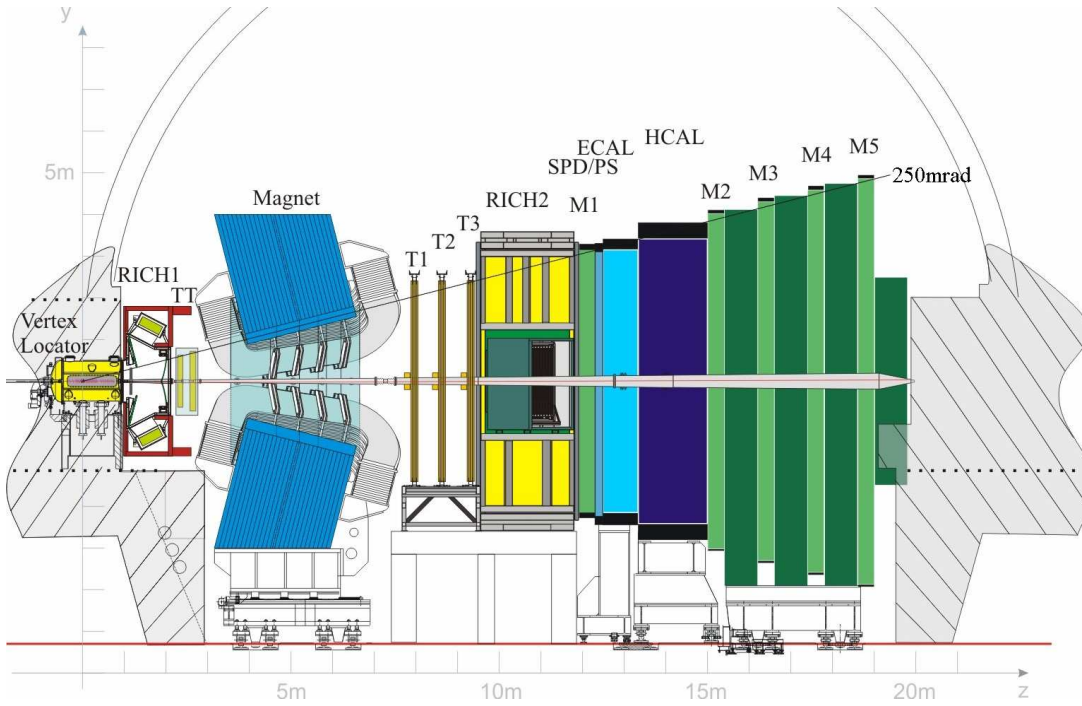 y
5m
ECAL
HCAL
SPD/PS
M1
M2
M3
M4
M5
250mrad
Magnet
RICH2
T1
T2
T3
RICH1
TT
Vertex
Locator
5m
10m
15m
20m
z